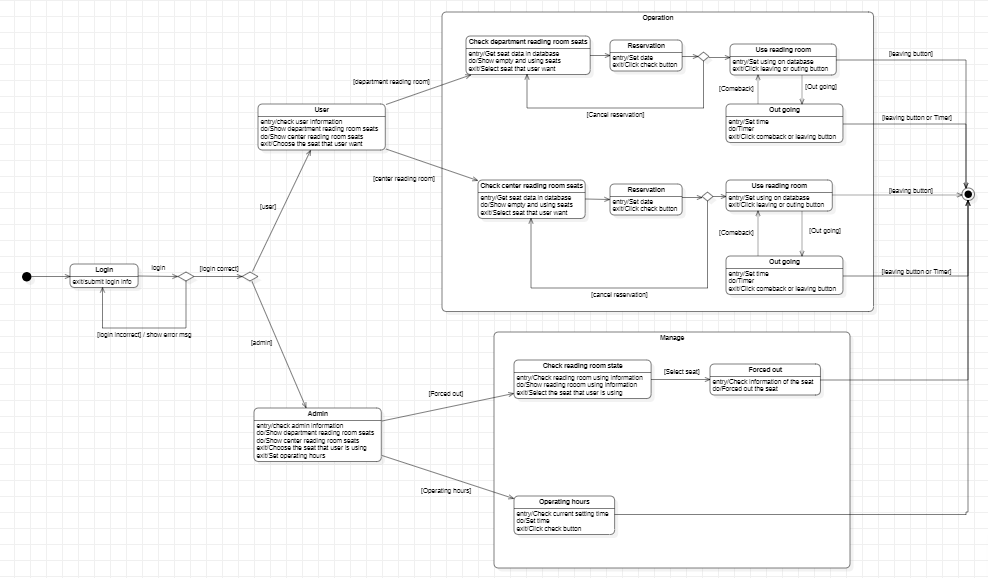 Operation
Check department reading room seats
entry/Get seat data in database
do/Show empty and using seats
exit/Select seat that user want
Reservation
entry/Set date
exit/Click check button
Use reading room
entry/Set using on database
exit/Click leaving or outing button
[leaving button]
[department reading room]
[Comeback]
[Out going]
[Cancel reservation]
User
entry/check user information
do/Show department reading room seats
do/Show center reading room seats
exit/Choose the seat that user want
Out going
entry/Set time
do/Timer
exit/Click comeback or leaving button
[leaving button or Timer]
[center reading room]
Check center reading room seats
entry/Get seat data in database
do/Show empty and using seats
exit/Select seat that user want
Reservation
entry/Set date
exit/Click check button
Use reading room
entry/Set using on database
exit/Click leaving or outing button
[leaving button]
[user]
[Comeback]
[Out going]
Out going
entry/Set time
do/Timer
exit/Click comeback or leaving button
[leaving button or Timer]
[cancel reservation]
Login
exit/submit login info
login
[login correct]
[login incorrect] / show error msg
[admin]
Manage
Check reading room state
entry/Check reading room using information
do/Show reading rooom using information
exit/Select the seat that user is using
[Select seat]
Forced out
entry/Check information of the seat
do/Forced out the seat
[Forced out]
Admin
entry/check admin information
do/Show department reading room seats
do/Show center reading room seats
exit/Choose the seat that user is using
exit/Set operating hours
[Operating hours]
Operating hours
entry/Check current setting time
do/Set time
exit/Click check button